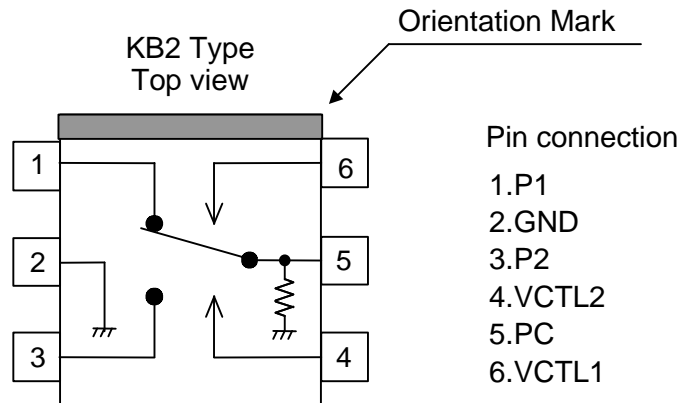 Orientation Mark
KB2 Type
Top view
1
6
2
5
3
4
Pin connection
1.P1
2.GND
3.P2
4.VCTL2
5.PC
6.VCTL1